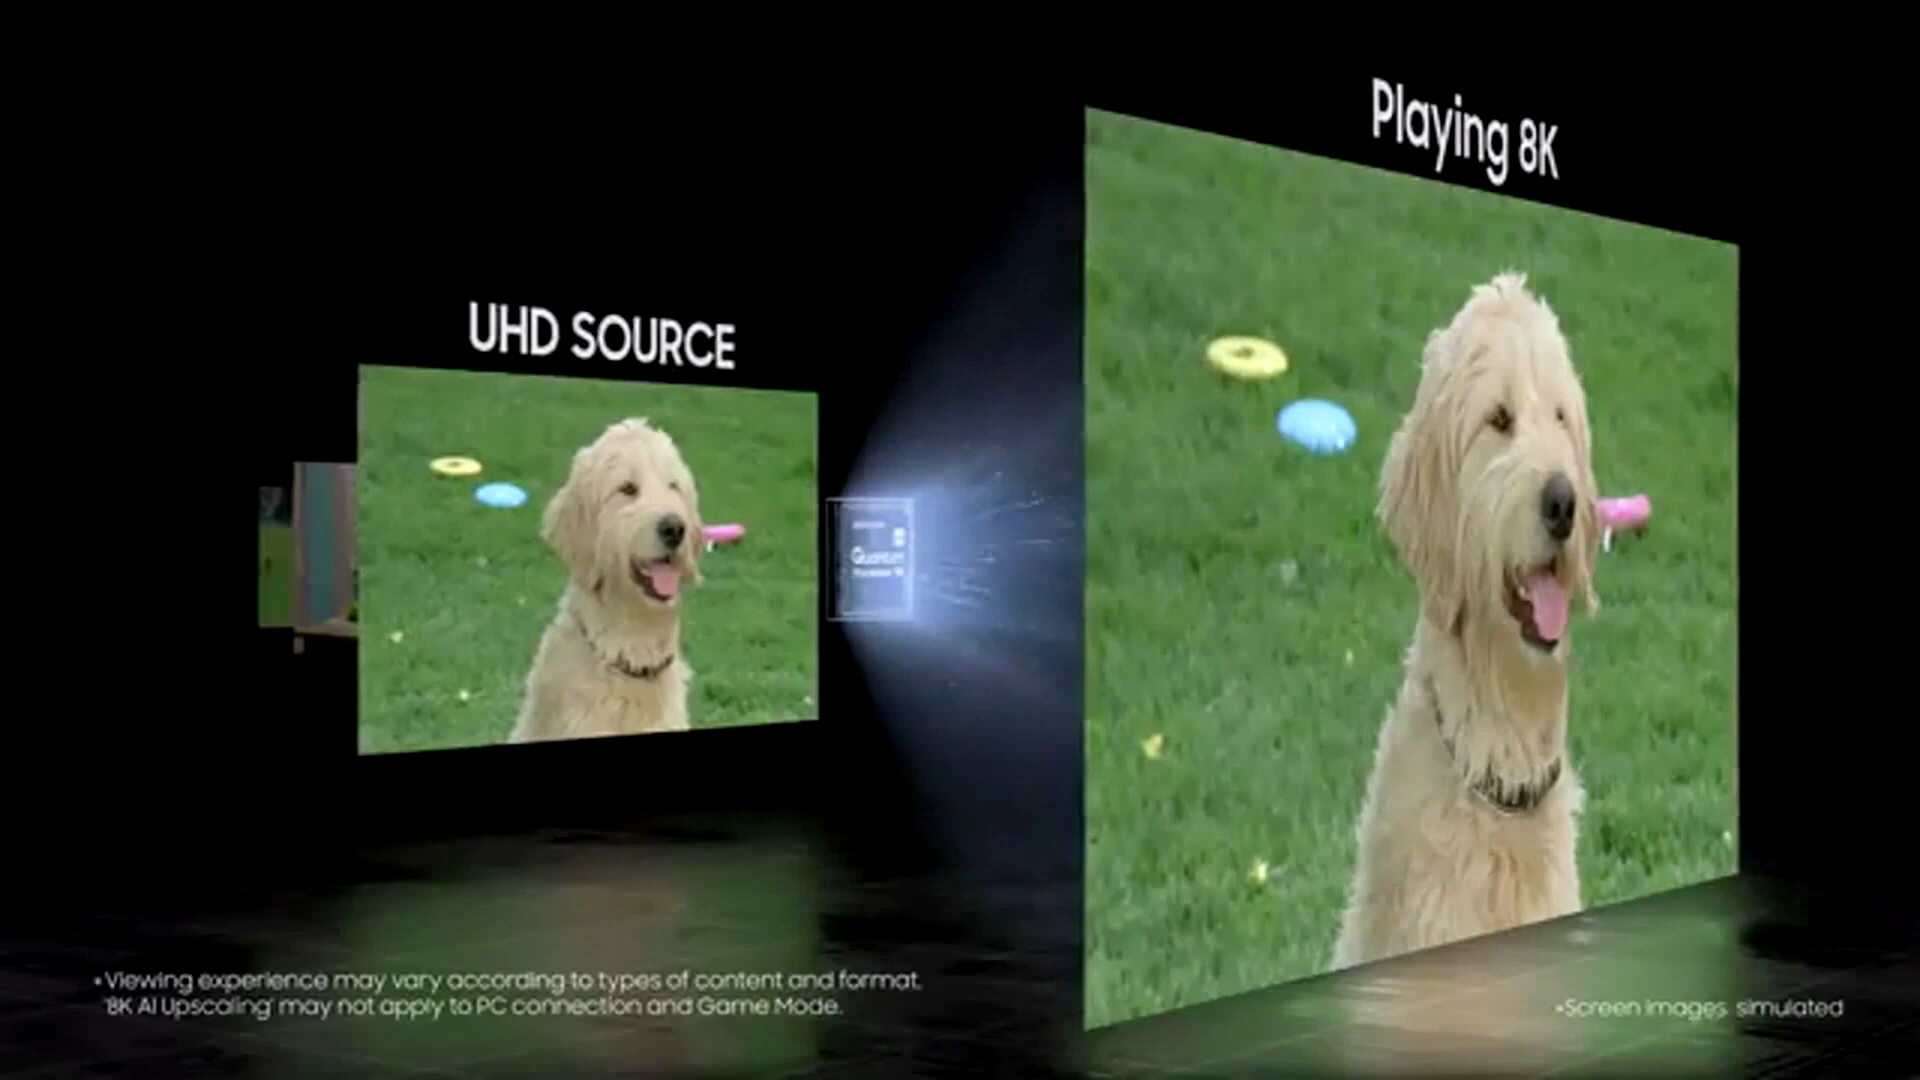 Playing 8K
UHD SOURCE
Quantum
*Viewing experience may vary according to types of content and format.
'8K AI Upscaling' may not apply to PC connection and Game Mode.
*Screen images simulated